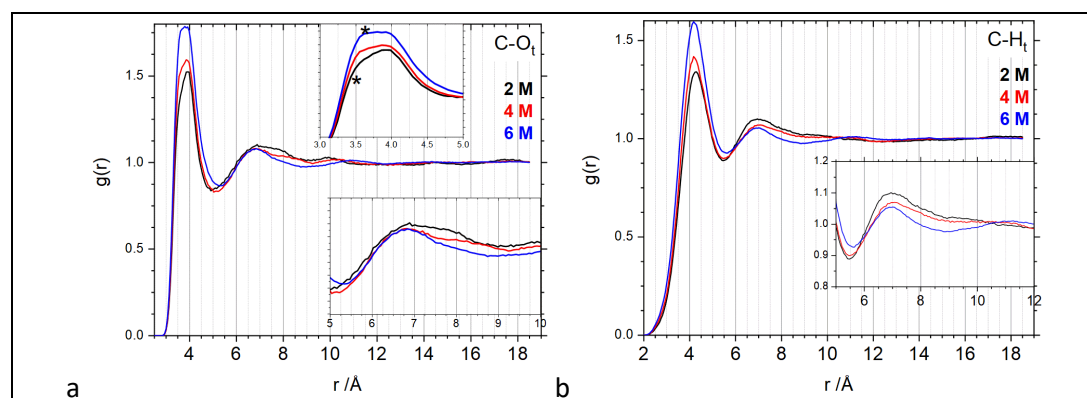 C-Oₜ
2 M
4 M
6 M
*
*
3.0 3.5 4.0 4.5 5.0
1.5
1.0
0.5
0.0
g(r)
5 6 7 8 9 10
4 6 8 10 12 14 16 18
r /Å
a
C-Hₜ
2 M
4 M
6 M
1.5
1.0
0.5
0.0
g(r)
1.2
1.1
1.0
0.9
0.8
6 8 10 12
2 4 6 8 10 12 14 16 18
r /Å
b